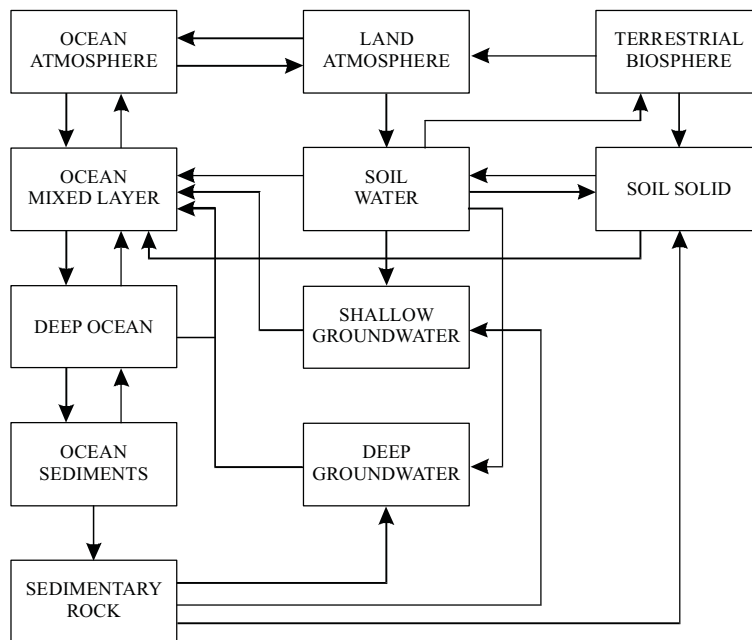 OCEAN
ATMOSPHERE
LAND
ATMOSPHERE
TERRESTRIAL
BIOSPHERE
OCEAN
MIXED LAYER
SOIL
WATER
SOIL SOLID
DEEP OCEAN
SHALLOW
GROUNDWATER
OCEAN
SEDIMENTS
DEEP
GROUNDWATER
SEDIMENTARY
ROCK